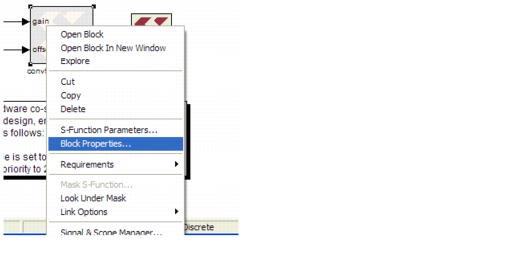 gain
Open Block
Open Block In New Window
offs
Explore
conv
Cut
Copy
Delete
dware co-s
design, er
S-Function Parameters...
s follows:
Block Properties...
e is set to
Requirements
priority to 2
Mask S-Function...
Look Under Mask
Link Options
Signal & Scope Manager...
Discrete